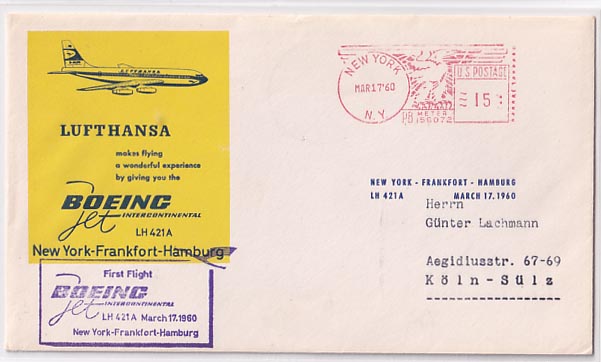 LUFTHANSA
LUFTHANSA
makes flying
a wonderful experience
by giving you the
BOEING
Jet INTERCONTINENTAL
LH 421A
New York-Frankfort-Hamburg
First Flight
BOEING
Jet INTERCONTINENTAL
LH 421A March 17.1960
New York-Frankfort-Hamburg
NEW YORK
MAR 17 '60
N. Y.
U.S. POSTAGE
15
PB METER
156072
NEW YORK - FRANKFORT - HAMBURG
LH 421A MARCH 17. 1960
Herrn
Günter Lachmann
Aegidiusstr. 67-69
Köln-Sülz